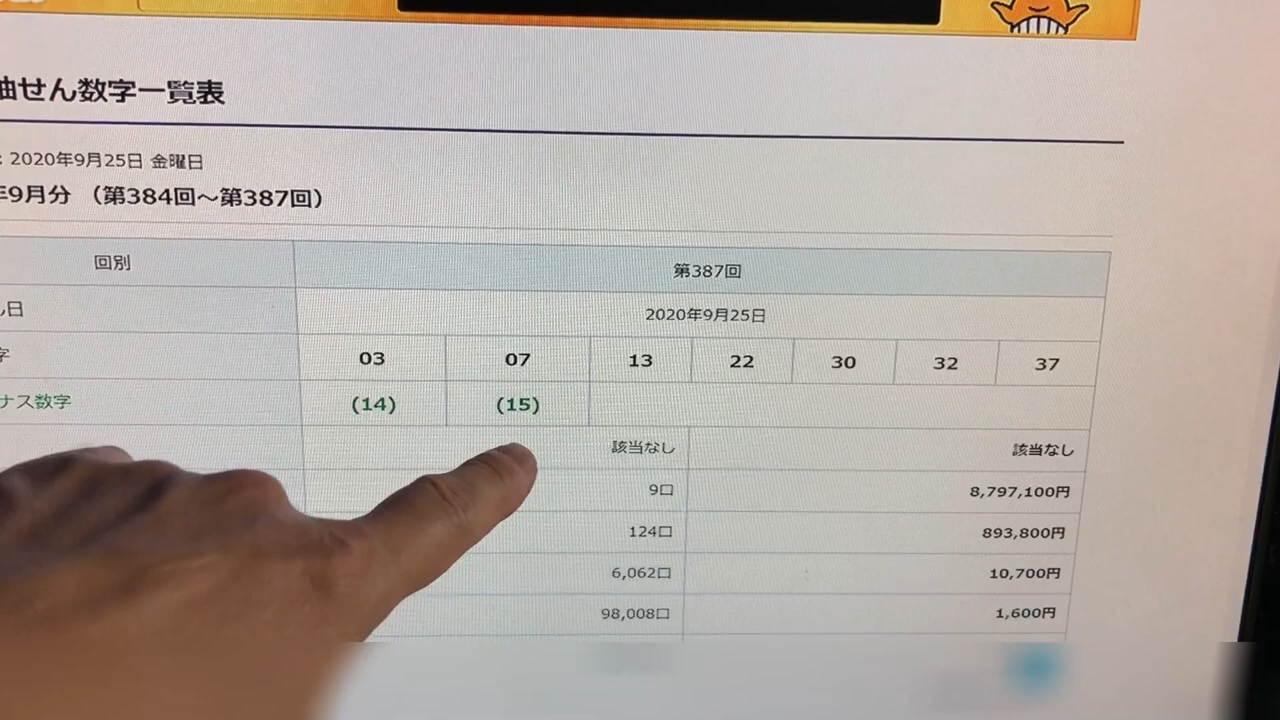 抽せん数字一覧表
: 2020年9月25日 金曜日
年9月分 （第384回～第387回）
回別 第387回
日 2020年9月25日
字 03 07 13 22 30 32 37
ナス数字 (14) (15)
該当なし 該当なし
9口 8,797,100円
124口 893,800円
6,062口 10,700円
98,008口 1,600円